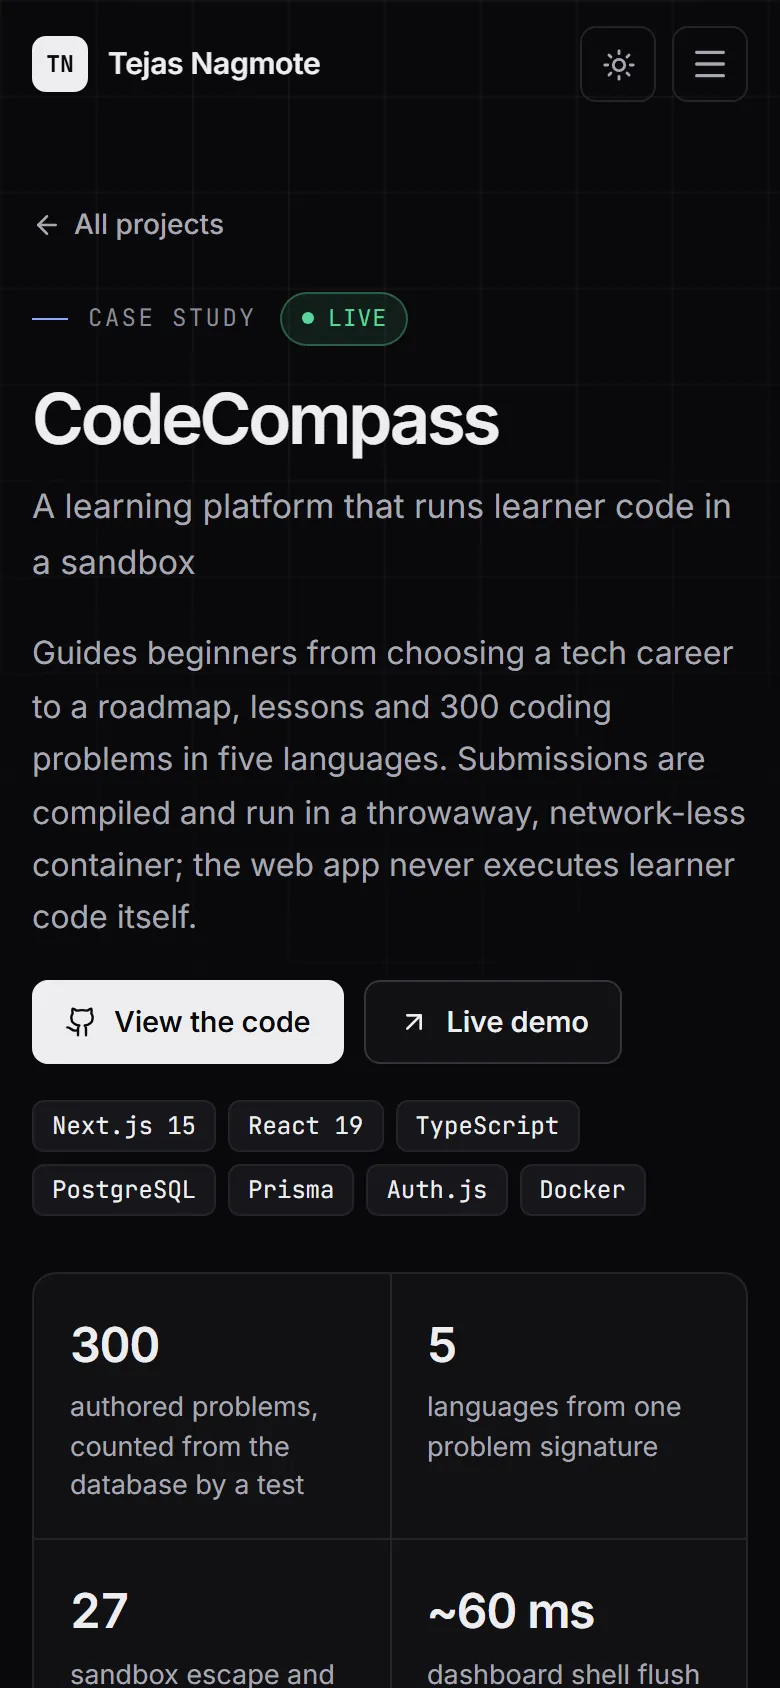 TN Tejas Nagmote
← All projects
CASE STUDY LIVE
CodeCompass
A learning platform that runs learner code in
a sandbox
Guides beginners from choosing a tech career
to a roadmap, lessons and 300 coding
problems in five languages. Submissions are
compiled and run in a throwaway, network-less
container; the web app never executes learner
code itself.
View the code Live demo
Next.js 15 React 19 TypeScript
PostgreSQL Prisma Auth.js Docker
300
authored problems,
counted from the
database by a test
5
languages from one
problem signature
27
sandbox escape and
~60 ms
dashboard shell flush